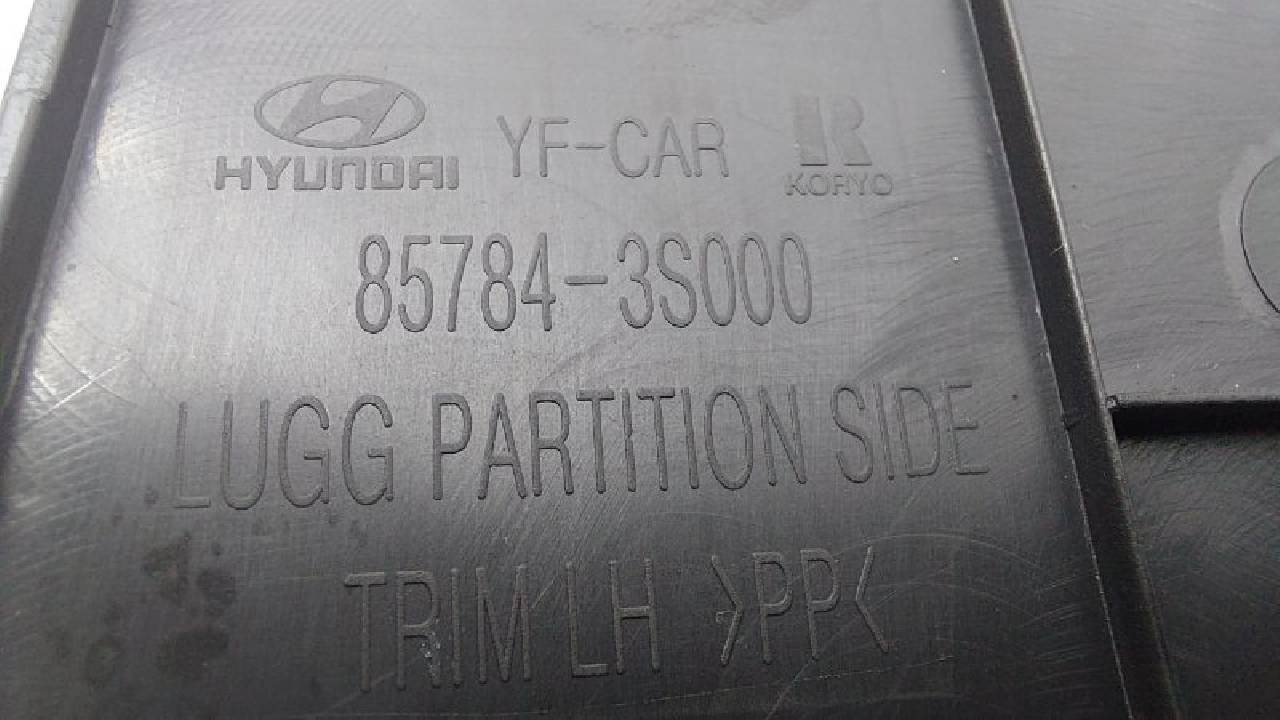 HYUNDAI YF-CAR KORYO
85784-3S000
LUGG PARTITION SIDE
TRIM LH >PP<